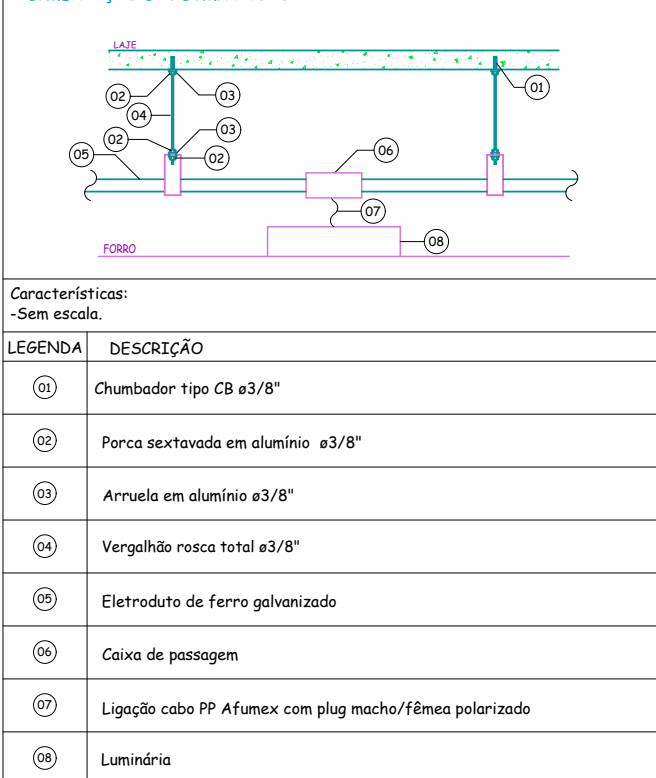 LAJE
02
03
01
04
03
02
05
06
02
07
08
FORRO
Características:
-Sem escala.
LEGENDA DESCRIÇÃO
01 Chumbador tipo CB ø3/8"
02 Porca sextavada em alumínio ø3/8"
03 Arruela em alumínio ø3/8"
04 Vergalhão rosca total ø3/8"
05 Eletroduto de ferro galvanizado
06 Caixa de passagem
07 Ligação cabo PP Afumex com plug macho/fêmea polarizado
08 Luminária